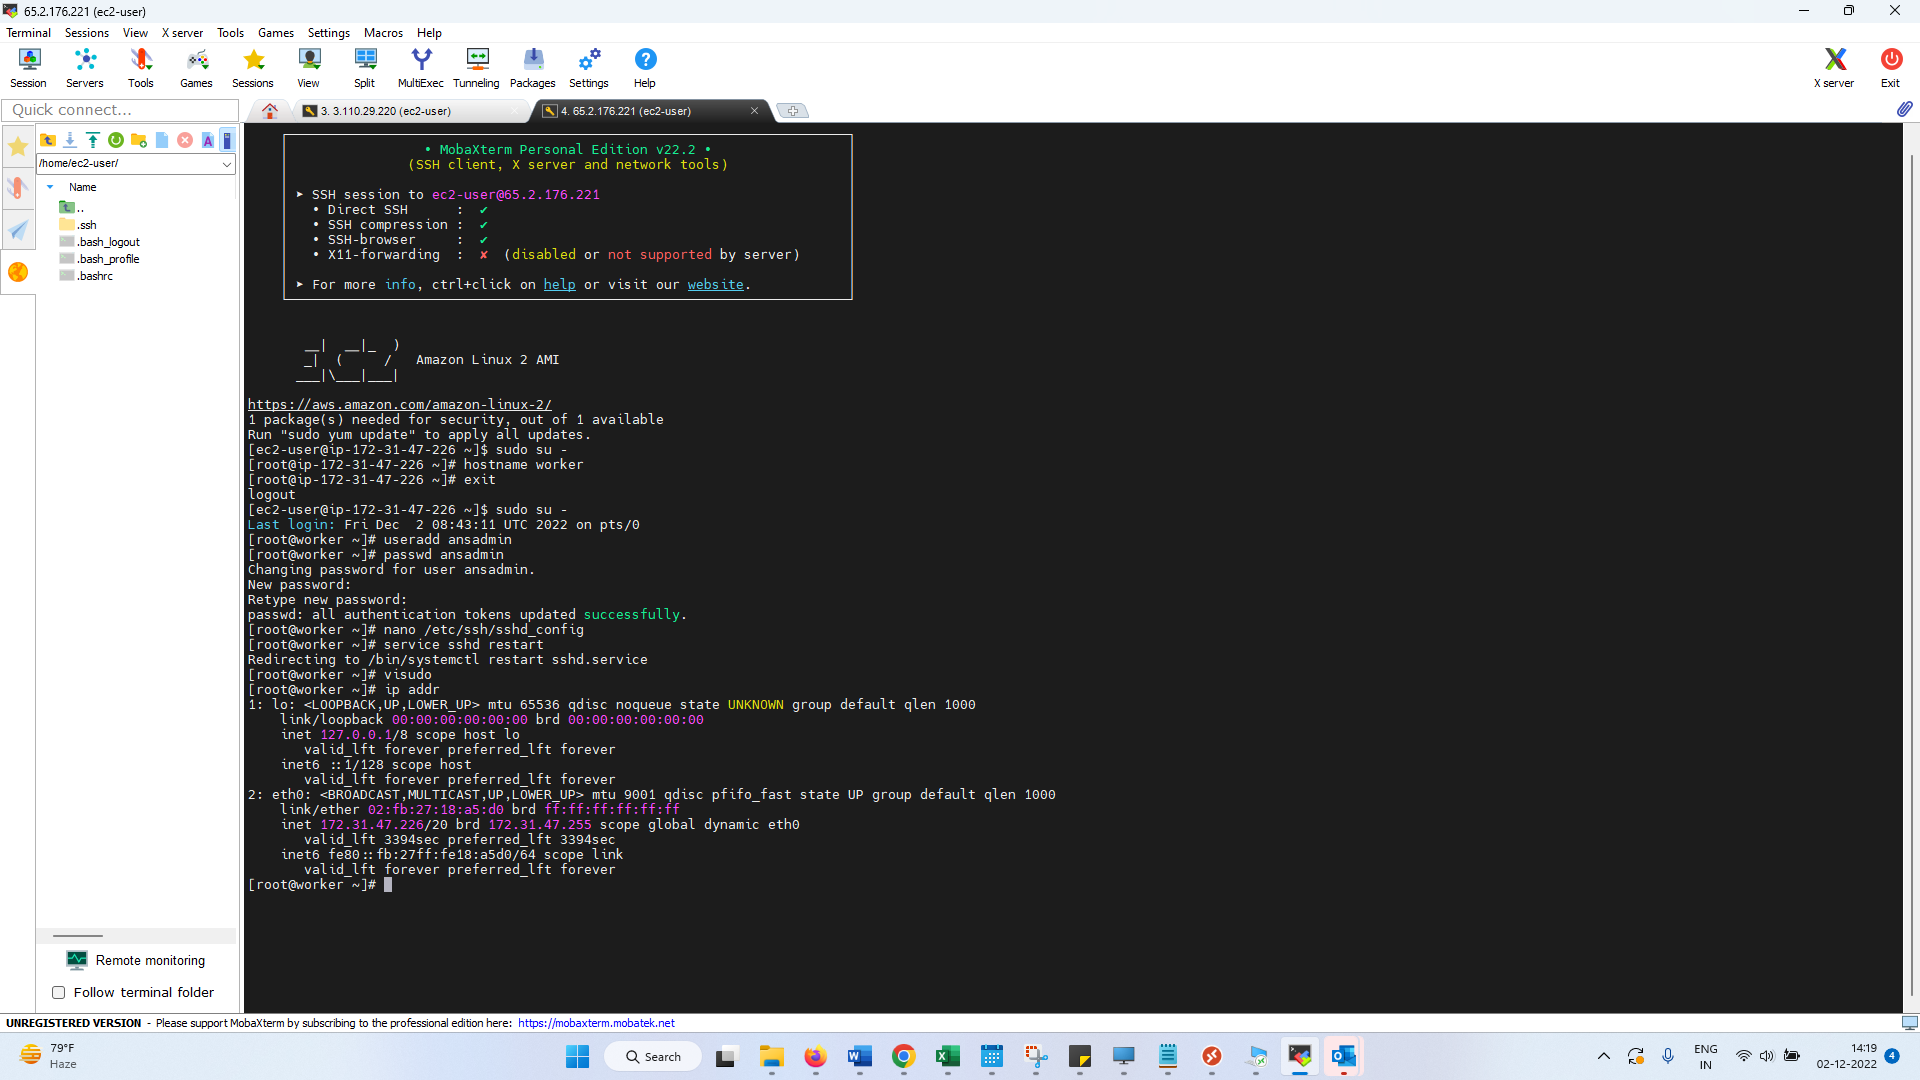 65.2.176.221 (ec2-user)
Terminal Sessions View X server Tools Games Settings Macros Help
Session Servers Tools Games Sessions View Split MultiExec Tunneling Packages Settings Help X server Exit
Quick connect...
3. 3.110.29.220 (ec2-user)
4. 65.2.176.221 (ec2-user)
/home/ec2-user/
Name
..
.ssh
.bash_logout
.bash_profile
.bashrc
• MobaXterm Personal Edition v22.2 •
(SSH client, X server and network tools)
➤ SSH session to ec2-user@65.2.176.221
• Direct SSH : ✔
• SSH compression : ✔
• SSH-browser : ✔
• X11-forwarding : ✘ (disabled or not supported by server)
➤ For more info, ctrl+click on help or visit our website.
__| __|_ )
_| ( / Amazon Linux 2 AMI
___|\___|___|
https://aws.amazon.com/amazon-linux-2/
1 package(s) needed for security, out of 1 available
Run "sudo yum update" to apply all updates.
[ec2-user@ip-172-31-47-226 ~]$ sudo su -
[root@ip-172-31-47-226 ~]# hostname worker
[root@ip-172-31-47-226 ~]# exit
logout
[ec2-user@ip-172-31-47-226 ~]$ sudo su -
Last login: Fri Dec 2 08:43:11 UTC 2022 on pts/0
[root@worker ~]# useradd ansadmin
[root@worker ~]# passwd ansadmin
Changing password for user ansadmin.
New password:
Retype new password:
passwd: all authentication tokens updated successfully.
[root@worker ~]# nano /etc/ssh/sshd_config
[root@worker ~]# service sshd restart
Redirecting to /bin/systemctl restart sshd.service
[root@worker ~]# visudo
[root@worker ~]# ip addr
1: lo: <LOOPBACK,UP,LOWER_UP> mtu 65536 qdisc noqueue state UNKNOWN group default qlen 1000
link/loopback 00:00:00:00:00:00 brd 00:00:00:00:00:00
inet 127.0.0.1/8 scope host lo
valid_lft forever preferred_lft forever
inet6 ::1/128 scope host
valid_lft forever preferred_lft forever
2: eth0: <BROADCAST,MULTICAST,UP,LOWER_UP> mtu 9001 qdisc pfifo_fast state UP group default qlen 1000
link/ether 02:fb:27:18:a5:d0 brd ff:ff:ff:ff:ff:ff
inet 172.31.47.226/20 brd 172.31.47.255 scope global dynamic eth0
valid_lft 3394sec preferred_lft 3394sec
inet6 fe80::fb:27ff:fe18:a5d0/64 scope link
valid_lft forever preferred_lft forever
[root@worker ~]#
Remote monitoring
Follow terminal folder
UNREGISTERED VERSION - Please support MobaXterm by subscribing to the professional edition here: https://mobaxterm.mobatek.net
79°F
Haze
Search
ENG
IN
14:19
02-12-2022
4